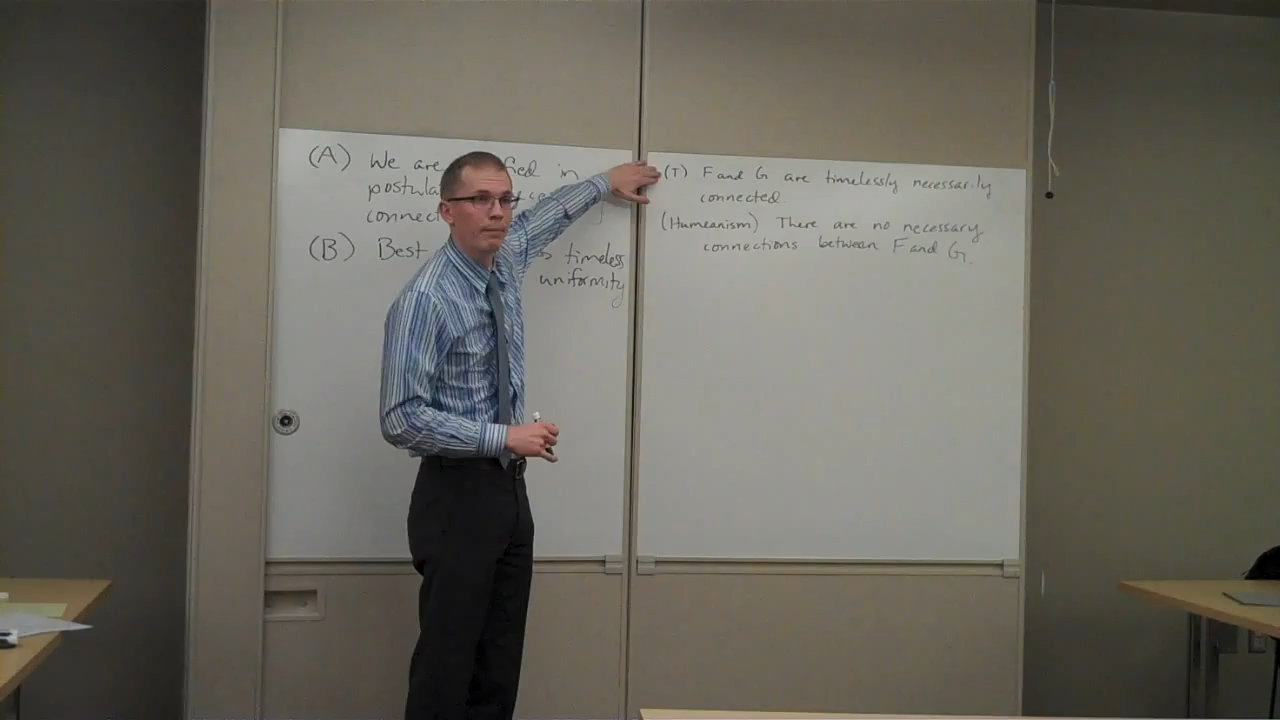 (A) We are in
connec
(B) Best timeless
uniformity
(T) F and G are timelessly necessarily
connected.
(Humeanism) There are no necessary
connections between F and G.